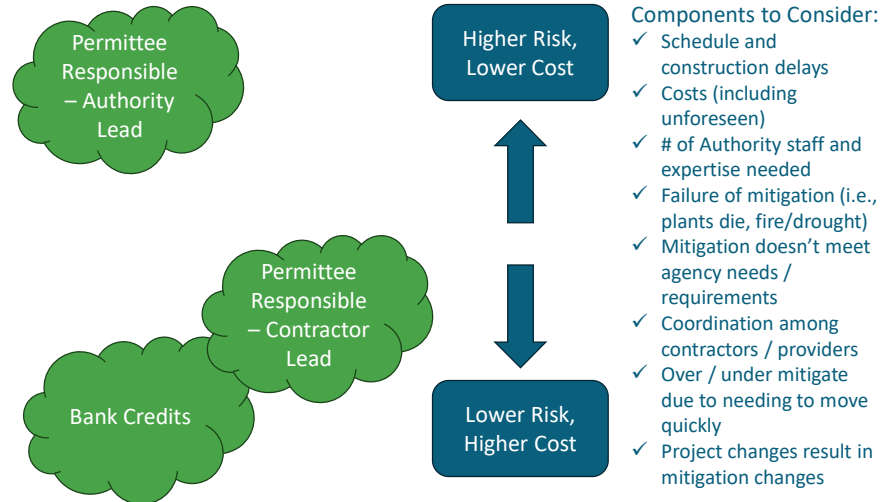 Permittee
Responsible
– Authority
Lead
Permittee
Responsible
– Contractor
Lead
Bank Credits
Higher Risk,
Lower Cost
Lower Risk,
Higher Cost
Components to Consider:
✓ Schedule and
construction delays
✓ Costs (including
unforeseen)
✓ # of Authority staff and
expertise needed
✓ Failure of mitigation (i.e.,
plants die, fire/drought)
✓ Mitigation doesn’t meet
agency needs /
requirements
✓ Coordination among
contractors / providers
✓ Over / under mitigate
due to needing to move
quickly
✓ Project changes result in
mitigation changes